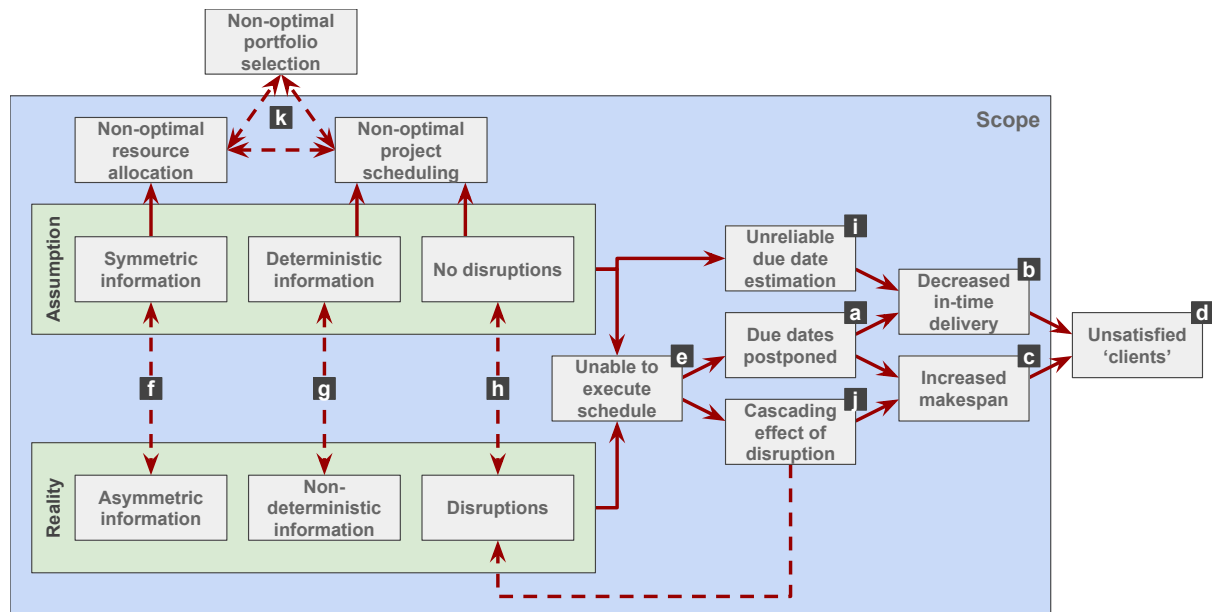 Non-optimal
portfolio
selection
Scope
k
Non-optimal
resource
allocation
Non-optimal
project
scheduling
Assumption
Symmetric
information
Deterministic
information
No disruptions
i
Unreliable
due date
estimation
b
Decreased
in-time
delivery
a
Due dates
postponed
d
Unsatisfied
‘clients’
e
Unable to
execute
schedule
c
Increased
makespan
f
g
h
j
Cascading
effect of
disruption
Reality
Asymmetric
information
Non-
deterministic
information
Disruptions